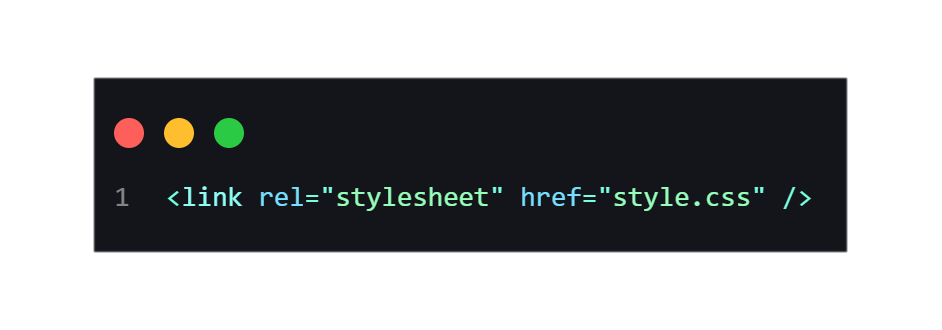 1 <link rel="stylesheet" href="style.css" />